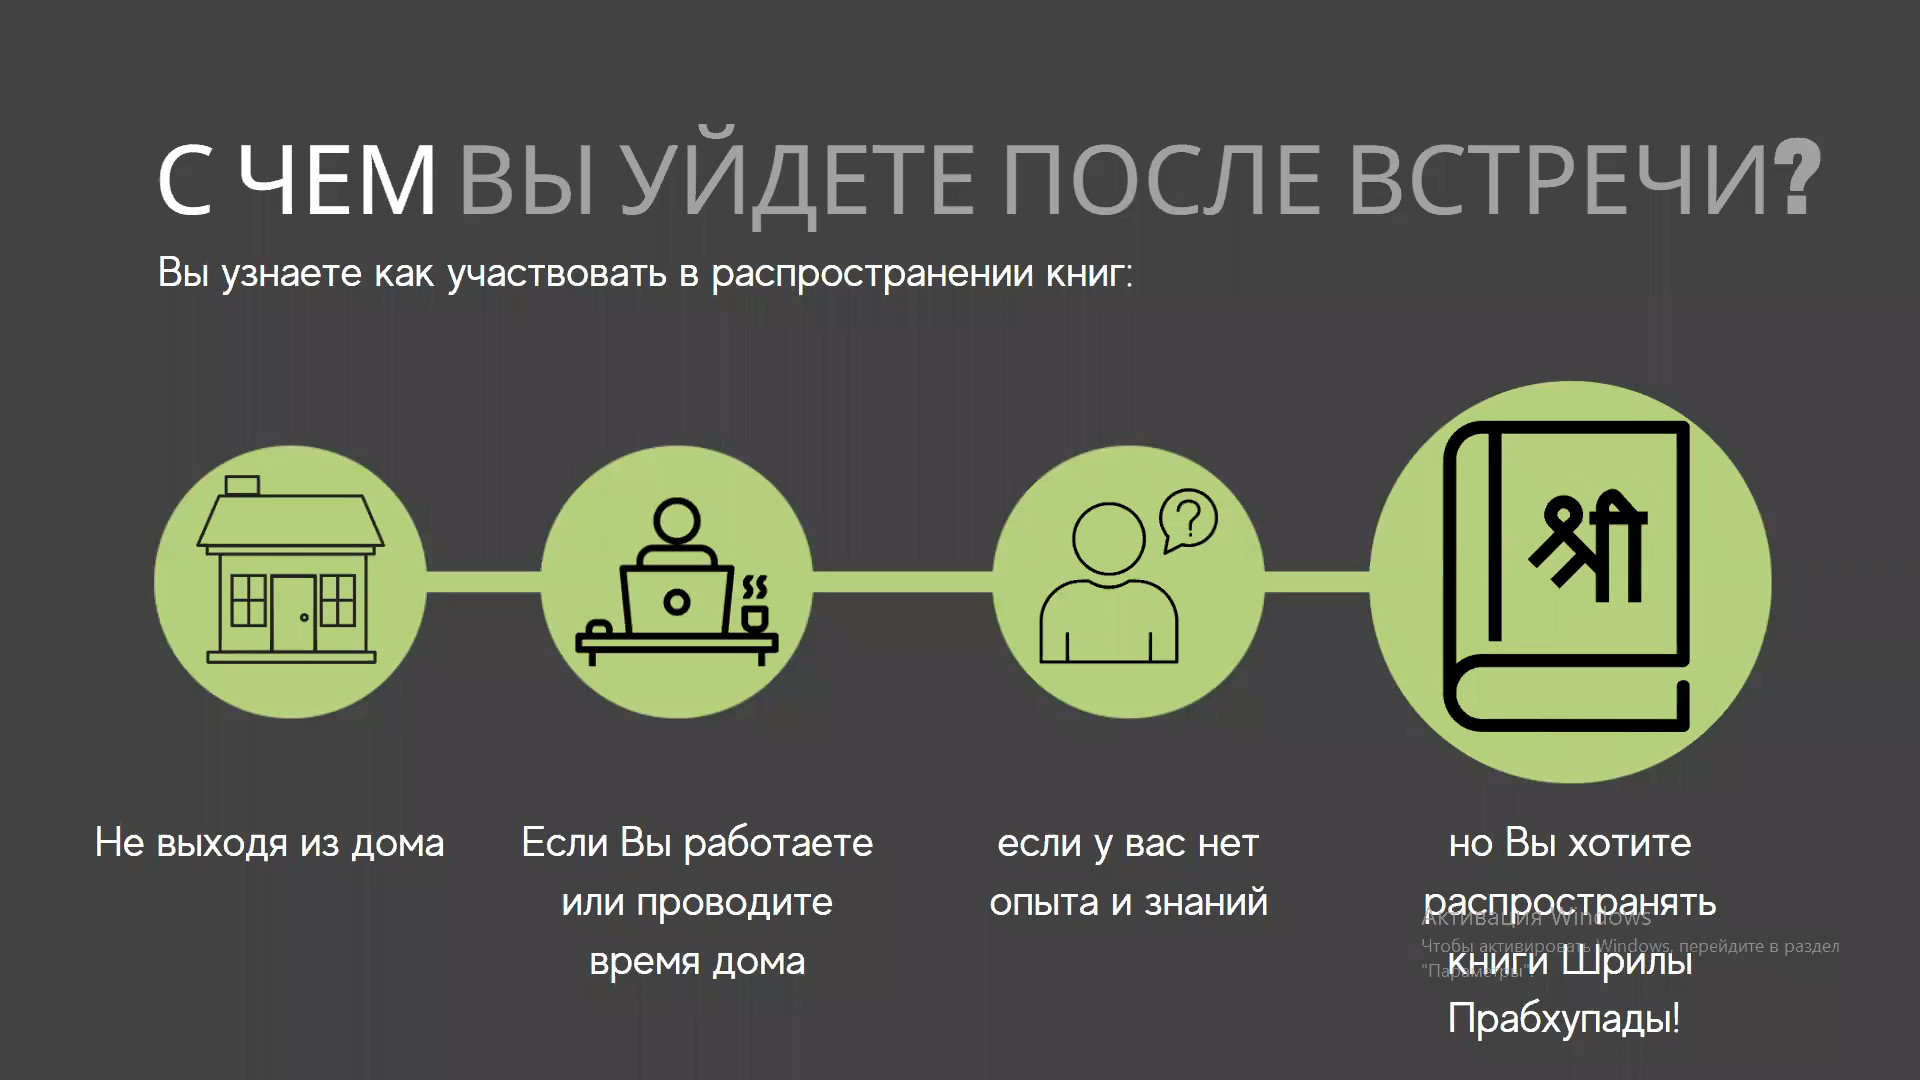 С ЧЕМ ВЫ УЙДЕТЕ ПОСЛЕ ВСТРЕЧИ?
Вы узнаете как участвовать в распространении книг:
?
श्री
Не выходя из дома
Если Вы работаете
или проводите
время дома
если у вас нет
опыта и знаний
но Вы хотите
распространять
книги Шрилы
Прабхупады!
Активация Windows
Чтобы активировать Windows, перейдите в раздел
"Параметры".